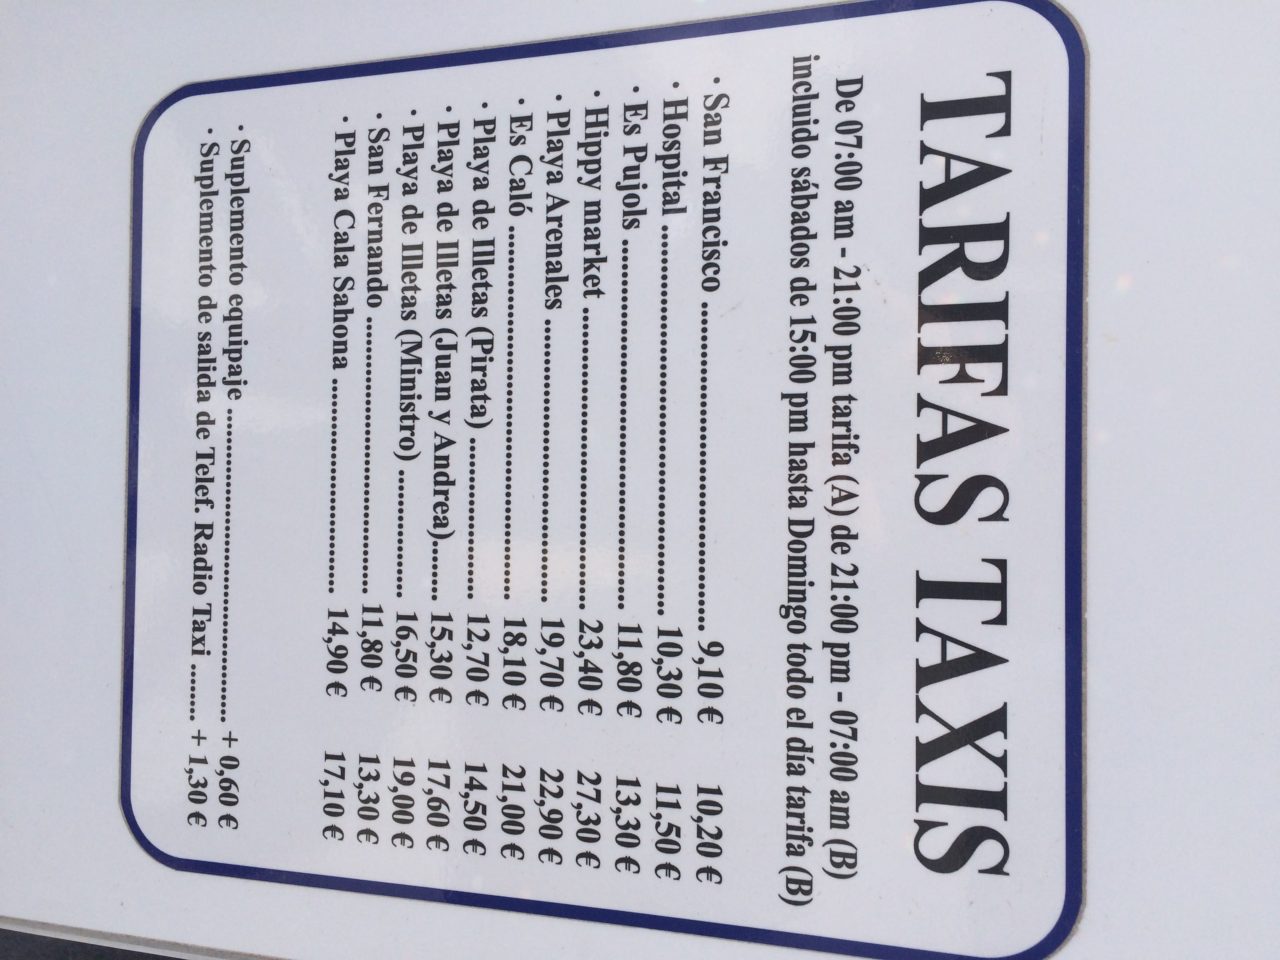 TARIFAS TAXIS
De 07:00 am - 21:00 pm tarifa (A) de 21:00 pm - 07:00 am (B)
incluido sábados de 15:00 pm hasta Domingo todo el día tarifa (B)
· San Francisco ........................................ 9,10 € 10,20 €
· Hospital ................................................ 10,30 € 11,50 €
· Es Pujols .............................................. 11,80 € 13,30 €
· Hippy market ...................................... 23,40 € 27,30 €
· Playa Arenales .................................... 19,70 € 22,90 €
· Es Caló ................................................. 18,10 € 21,00 €
· Playa de Illetas (Pirata) ..................... 12,70 € 14,50 €
· Playa de Illetas (Juan y Andrea)........ 15,30 € 17,60 €
· Playa de Illetas (Ministro) ................ 16,50 € 19,00 €
· San Fernando ..................................... 11,80 € 13,30 €
· Playa Cala Sahona ............................. 14,90 € 17,10 €
· Suplemento equipaje .......................................... + 0,60 €
· Suplemento de salida de Telef. Radio Taxi ......... + 1,30 €